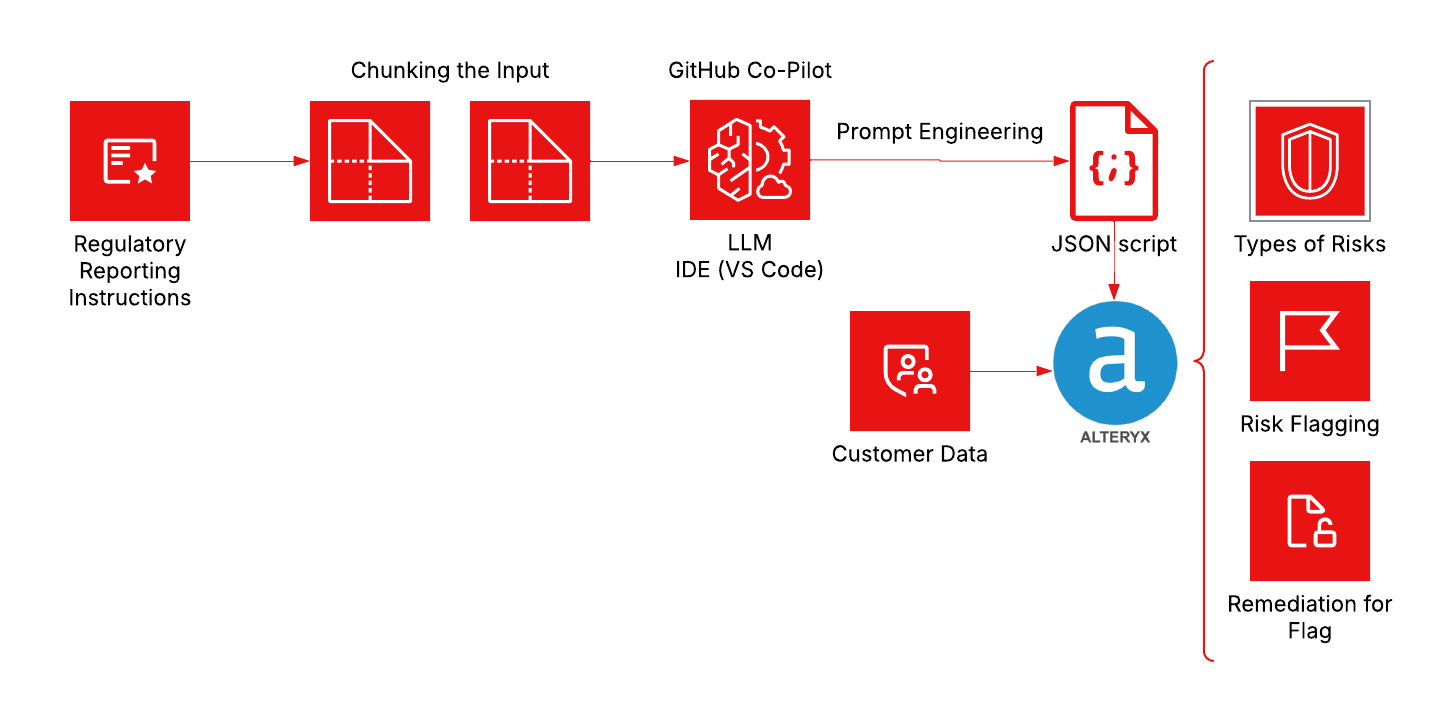 Chunking the Input
GitHub Co-Pilot
Prompt Engineering
{;}
Regulatory
Reporting
Instructions
LLM
IDE (VS Code)
JSON script
Types of Risks
a
ALTERYX
Customer Data
Risk Flagging
Remediation for
Flag